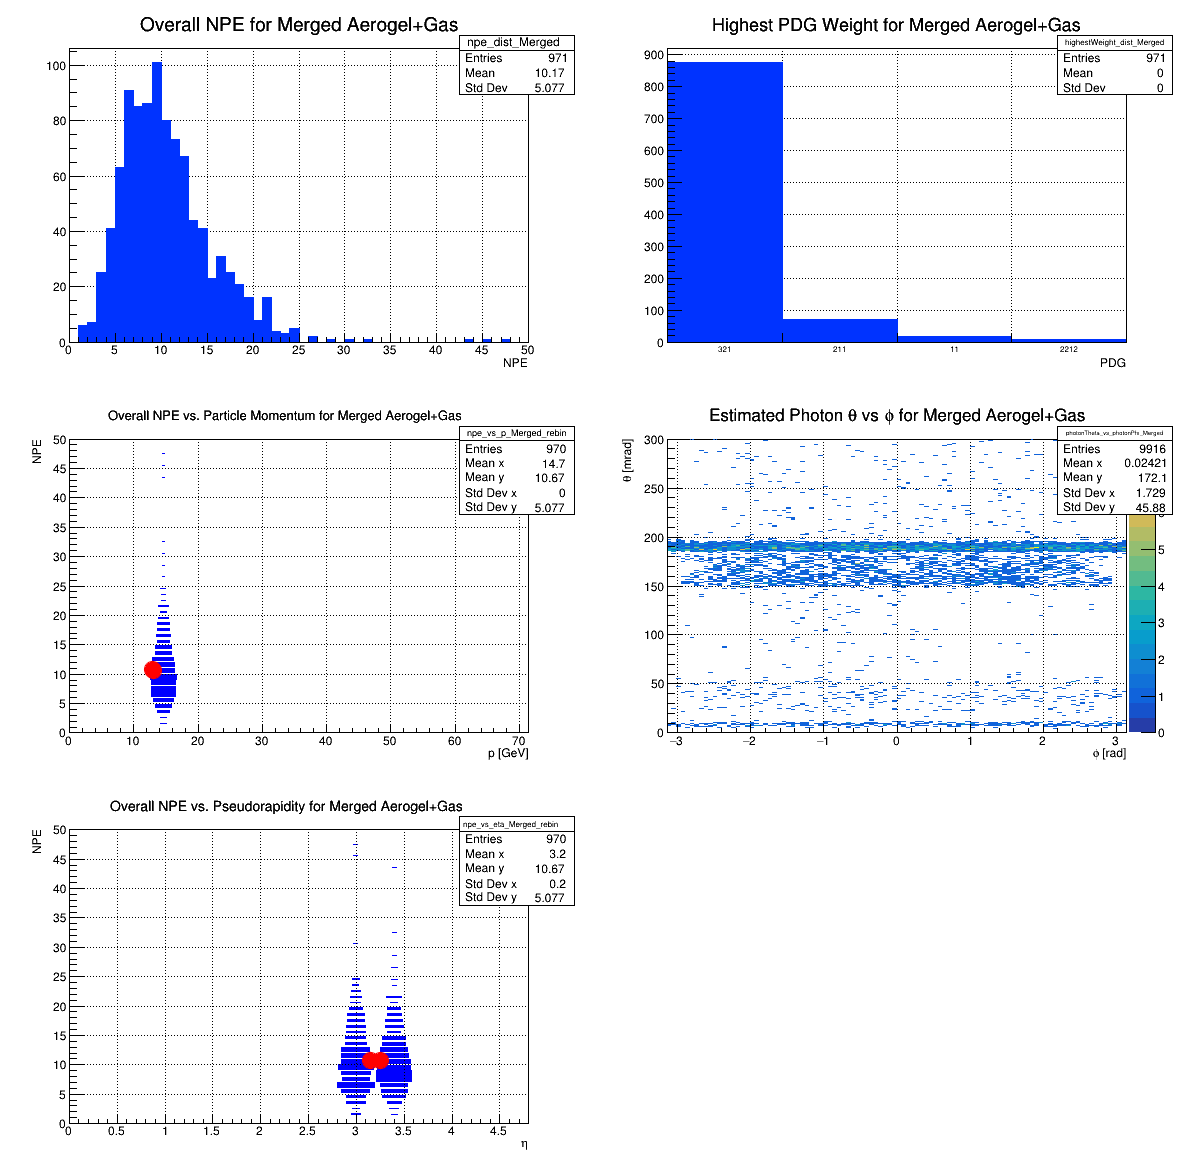 Overall NPE for Merged Aerogel+Gas
npe_dist_Merged
Entries 971
Mean 10.17
Std Dev 5.077
100
80
60
40
20
0
0 5 10 15 20 25 30 35 40 45 50
NPE
Highest PDG Weight for Merged Aerogel+Gas
highestWeight_dist_Merged
Entries 971
Mean 0
Std Dev 0
900
800
700
600
500
400
300
200
100
0
321 211 11 2212
PDG
Overall NPE vs. Particle Momentum for Merged Aerogel+Gas
npe_vs_p_Merged_rebin
Entries 970
Mean x 14.7
Mean y 10.67
Std Dev x 0
Std Dev y 5.077
NPE
50
45
40
35
30
25
20
15
10
5
0
0 10 20 30 40 50 60 70
p [GeV]
Estimated Photon θ vs ϕ for Merged Aerogel+Gas
photonTheta_vs_photonPhi_Merged
Entries 9916
Mean x 0.02421
Mean y 172.1
Std Dev x 1.729
Std Dev y 45.88
θ [mrad]
300
250
200
150
100
50
0
−3 −2 −1 0 1 2 3
ϕ [rad]
5
4
3
2
1
0
Overall NPE vs. Pseudorapidity for Merged Aerogel+Gas
npe_vs_eta_Merged_rebin
Entries 970
Mean x 3.2
Mean y 10.67
Std Dev x 0.2
Std Dev y 5.077
NPE
50
45
40
35
30
25
20
15
10
5
0
0 0.5 1 1.5 2 2.5 3 3.5 4 4.5
η